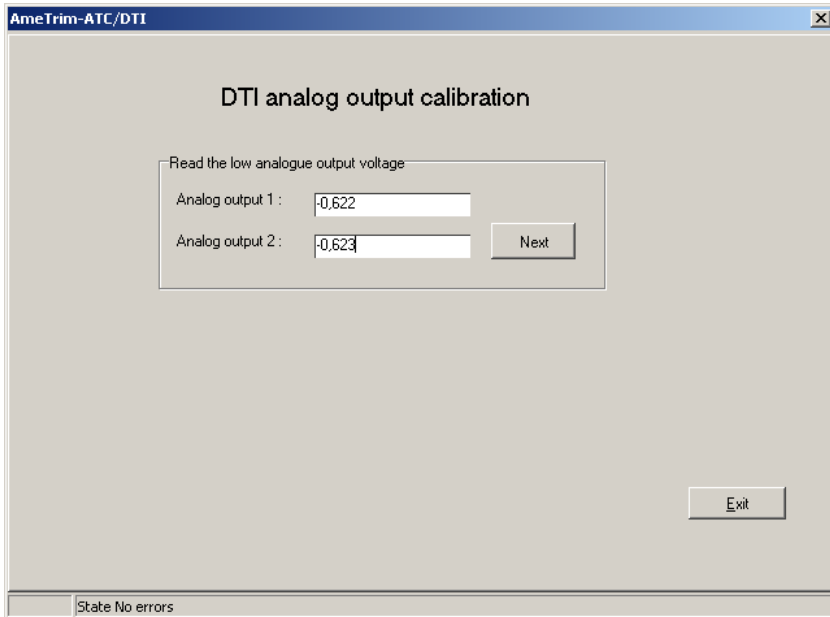 AmeTrim-ATC/DTI
DTI analog output calibration
Read the low analogue output voltage
Analog output 1 : -0,622
Analog output 2 : -0,623
Next
Exit
State No errors